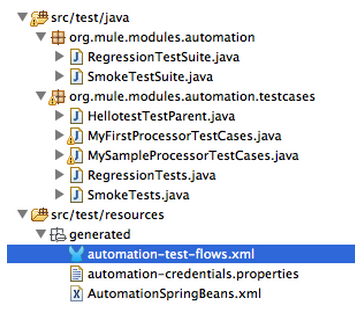 src/test/java
org.mule.modules.automation
RegressionTestSuite.java
SmokeTestSuite.java
org.mule.modules.automation.testcases
HellotestTestParent.java
MyFirstProcessorTestCases.java
MySampleProcessorTestCases.java
RegressionTests.java
SmokeTests.java
src/test/resources
generated
automation-test-flows.xml
automation-credentials.properties
AutomationSpringBeans.xml